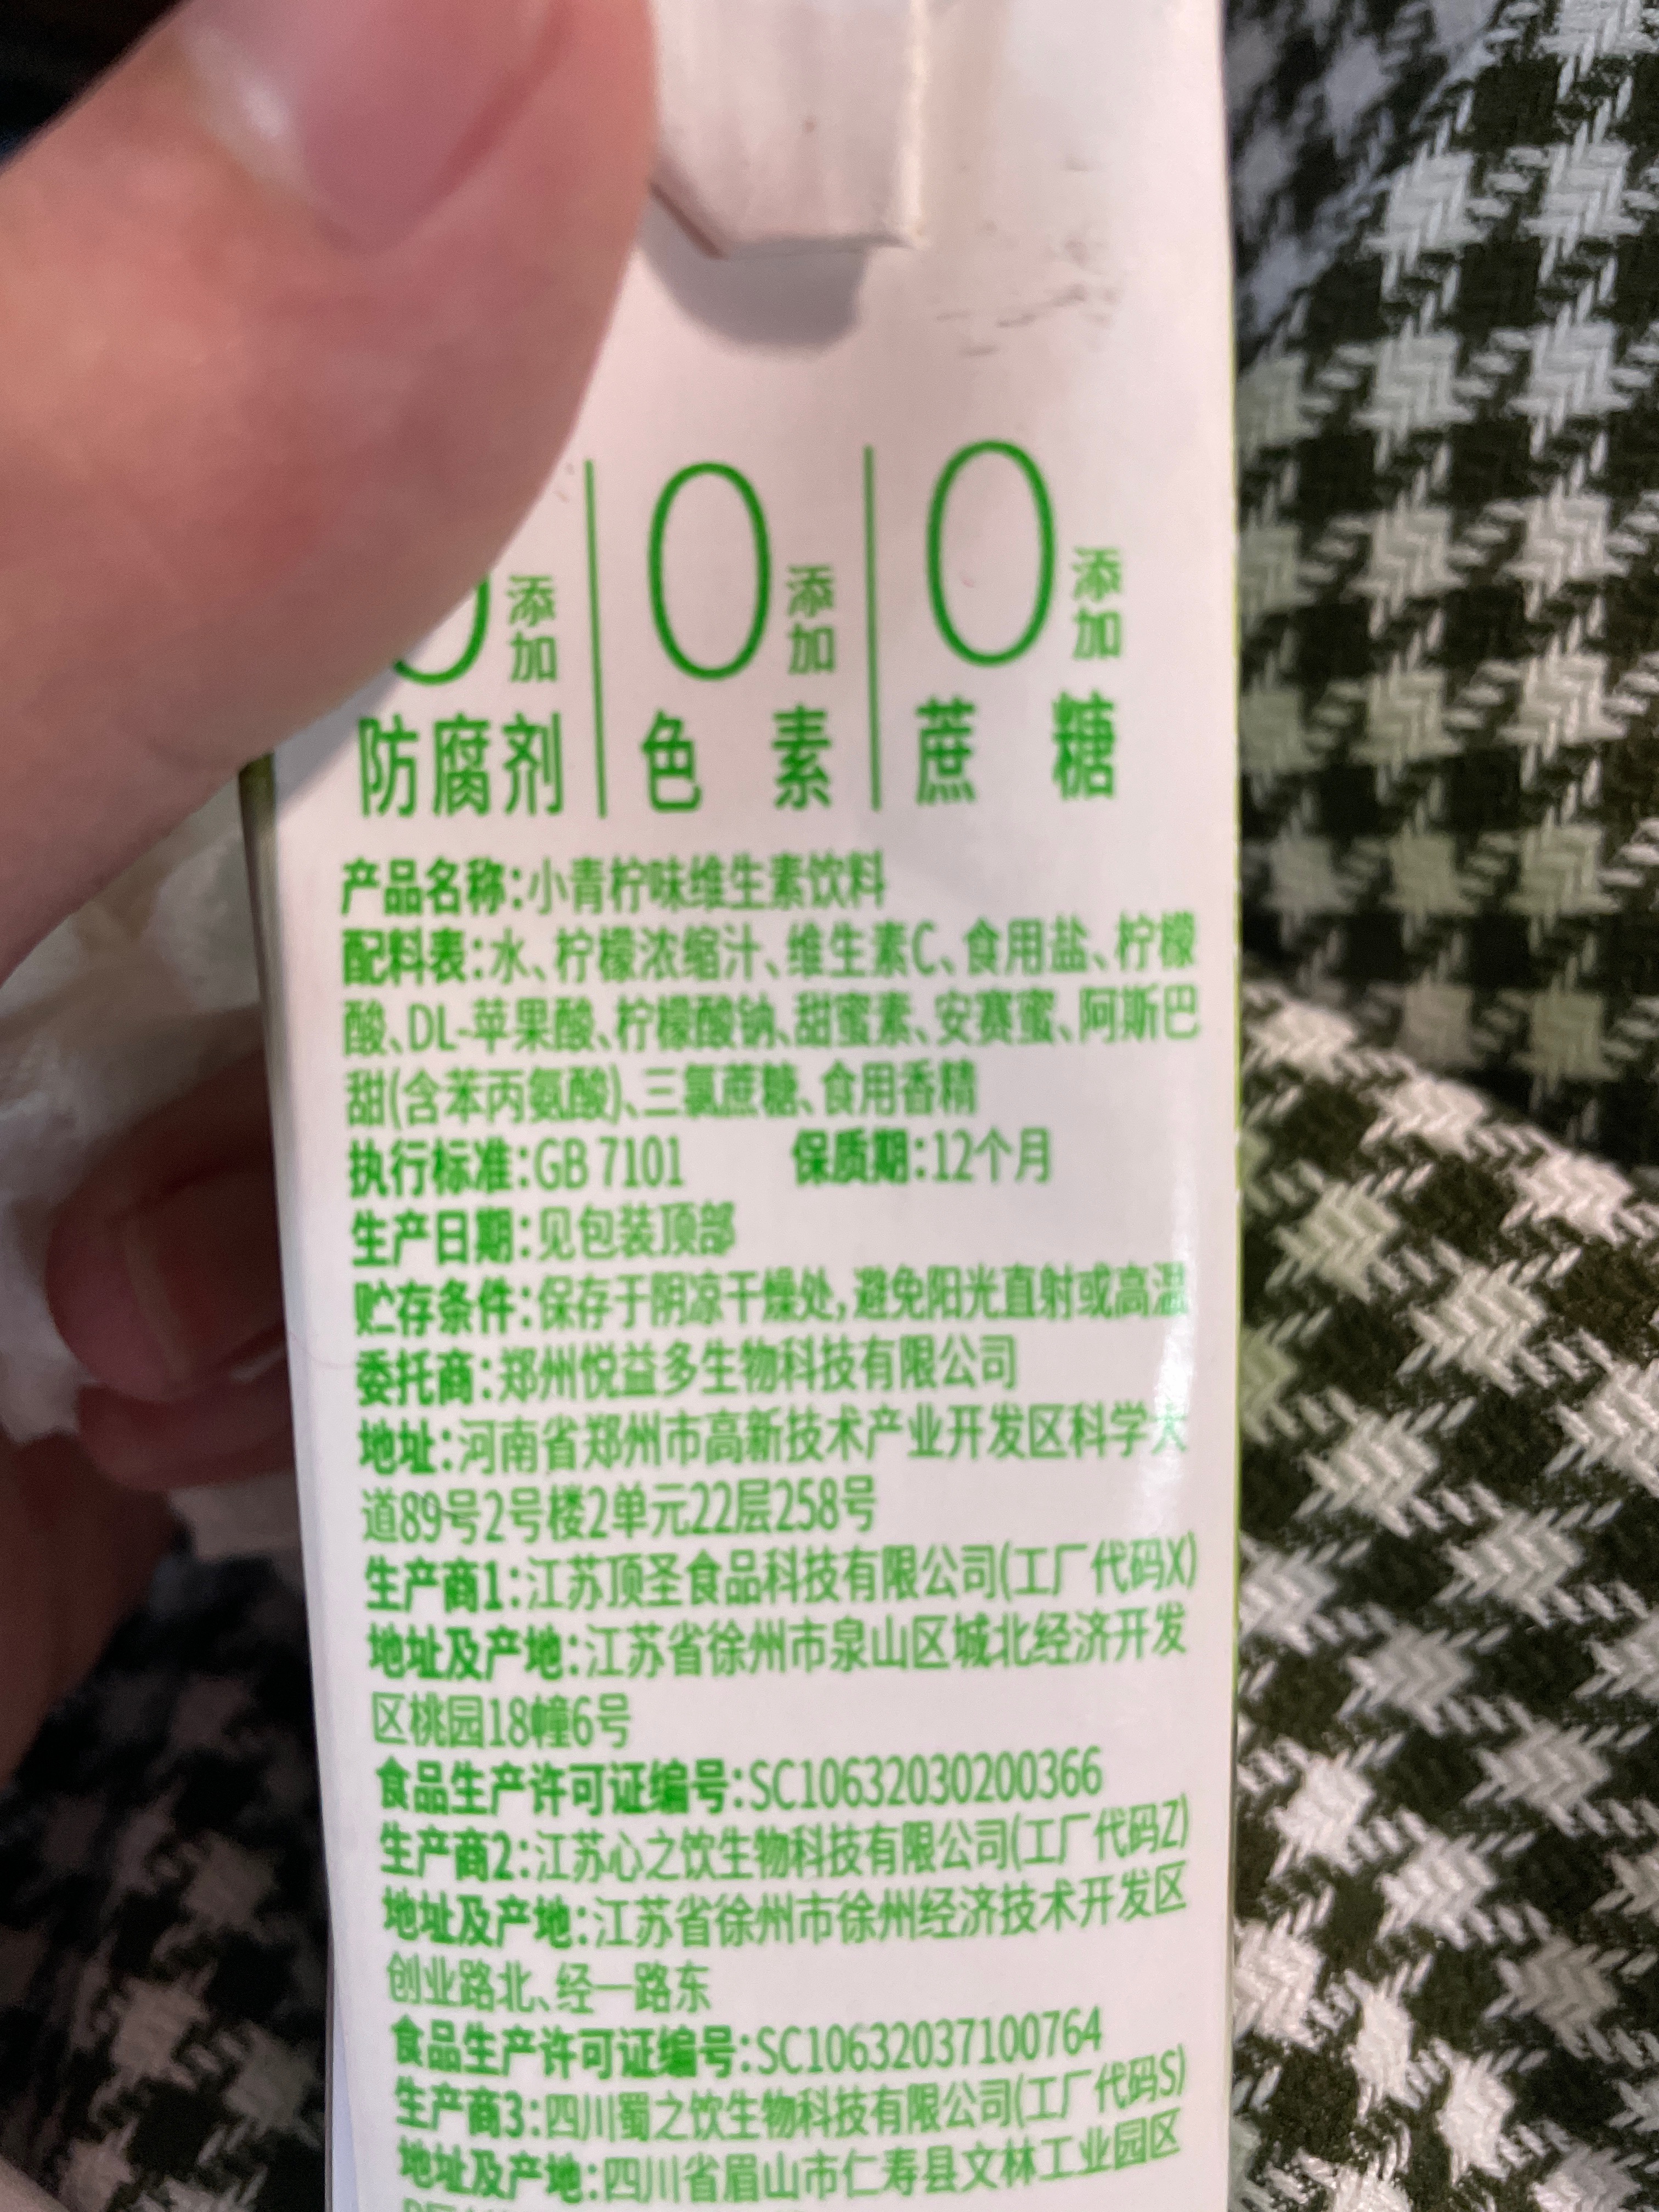 0添加 0添加 0添加
防腐剂 色素 蔗糖
产品名称:小青柠味维生素饮料
配料表:水、柠檬浓缩汁、维生素C、食用盐、柠檬
酸、DL-苹果酸、柠檬酸钠、甜蜜素、安赛蜜、阿斯巴
甜(含苯丙氨酸)、三氯蔗糖、食用香精
执行标准:GB 7101 保质期:12个月
生产日期:见包装顶部
贮存条件:保存于阴凉干燥处,避免阳光直射或高温
委托商:郑州悦益多生物科技有限公司
地址:河南省郑州市高新技术产业开发区科学大
道89号2号楼2单元22层258号
生产商1:江苏顶圣食品科技有限公司(工厂代码X)
地址及产地:江苏省徐州市泉山区城北经济开发
区桃园18幢6号
食品生产许可证编号:SC10632030200366
生产商2:江苏心之饮生物科技有限公司(工厂代码Z)
地址及产地:江苏省徐州市徐州经济技术开发区
创业路北、经一路东
食品生产许可证编号:SC10632037100764
生产商3:四川蜀之饮生物科技有限公司(工厂代码S)
地址及产地:四川省眉山市仁寿县文林工业园区